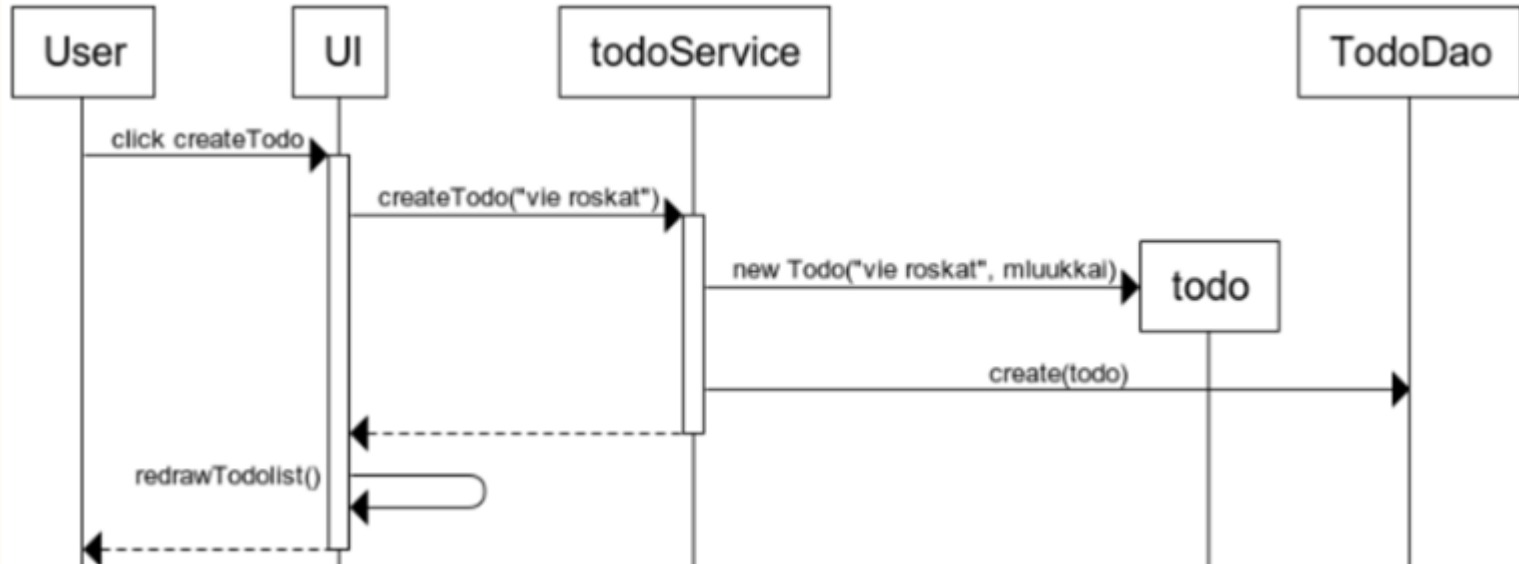 User
UI
todoService
TodoDao
click createTodo
createTodo("vie roskat")
new Todo("vie roskat", mluukkai)
todo
create(todo)
redrawTodolist()